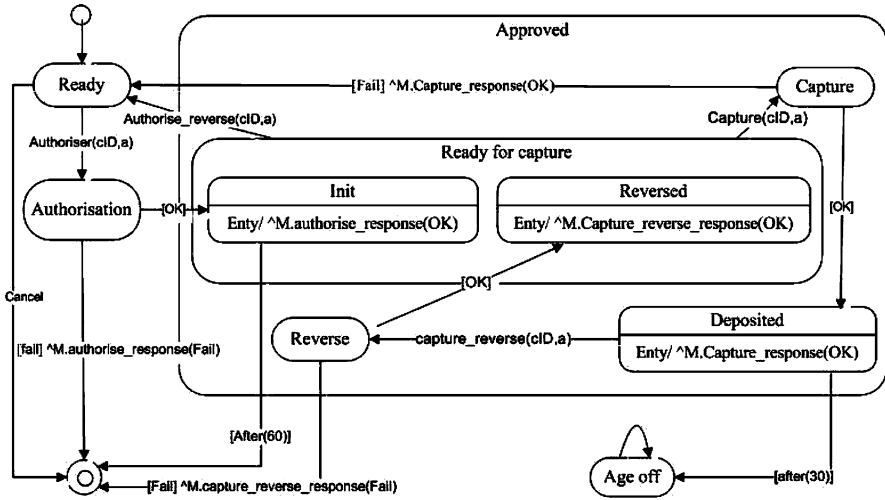 Approved
Ready
[Fail] ^M.Capture_response(OK)
Capture
Authorise_reverse(cID,a)
Capture(cID,a)
Authoriser(cID,a)
Ready for capture
Init
Reversed
Authorisation
[OK]
Enty/ ^M.authorise_response(OK)
Enty/ ^M.Capture_reverse_response(OK)
[OK]
[OK]
Cancel
Deposited
Reverse
capture_reverse(cID,a)
[fail] ^M.authorise_response(Fail)
Enty/ ^M.Capture_response(OK)
[After(60)]
[Fail] ^M.capture_reverse_response(Fail)
Age off
[after(30)]